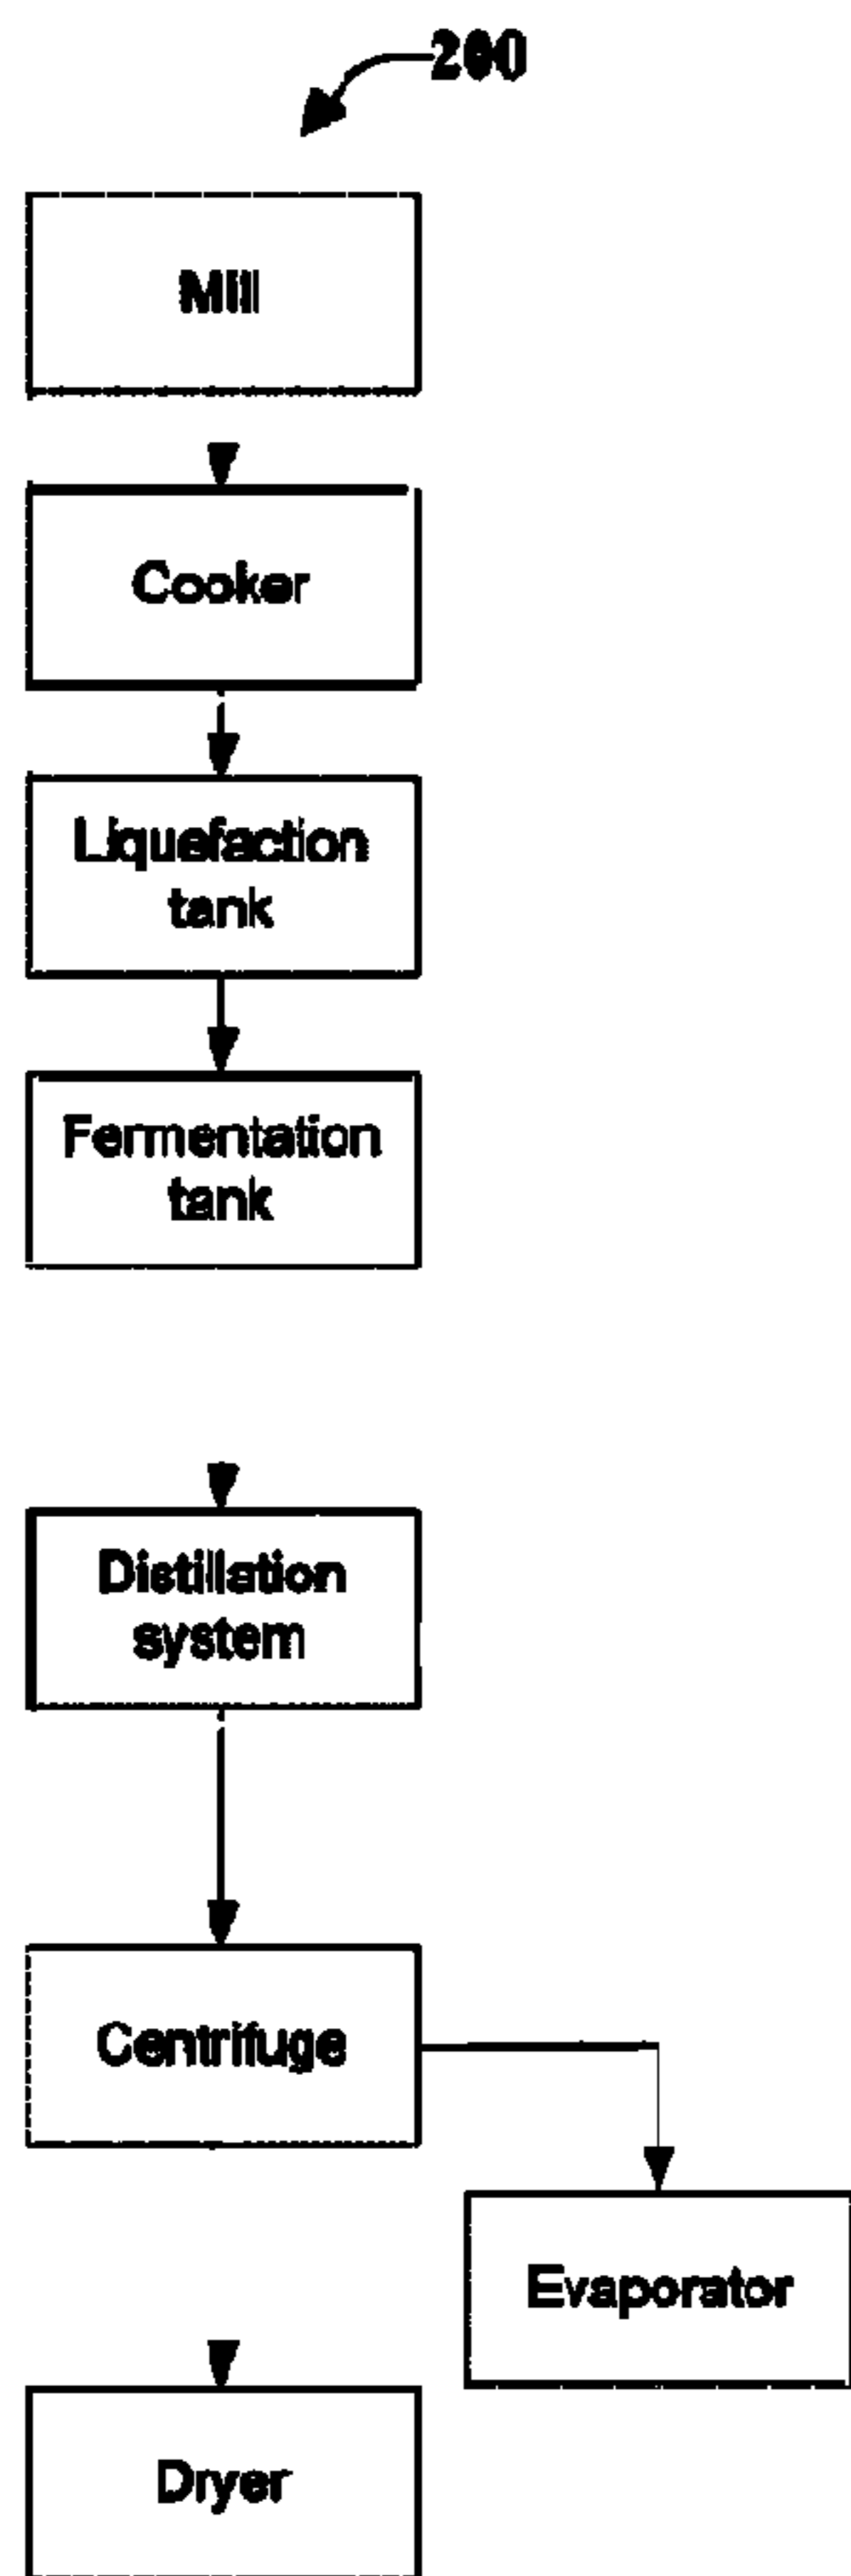 200
Mill
Cooker
Liquefaction
tank
Fermentation
tank
Distillation
system
Centrifuge
Evaporator
Dryer